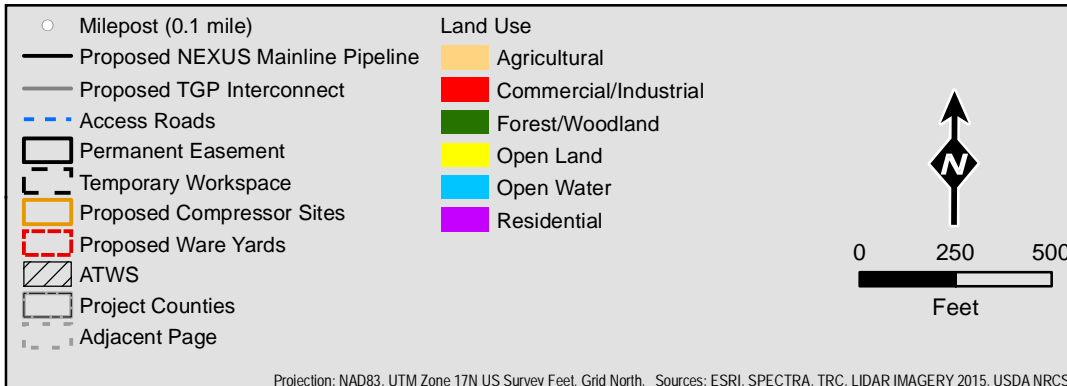 Milepost (0.1 mile)
Proposed NEXUS Mainline Pipeline
Proposed TGP Interconnect
Access Roads
Permanent Easement
Temporary Workspace
Proposed Compressor Sites
Proposed Ware Yards
ATWS
Project Counties
Adjacent Page
Land Use
Agricultural
Commercial/Industrial
Forest/Woodland
Open Land
Open Water
Residential
N
0 250 500
Feet
Projection: NAD83, UTM Zone 17N US Survey Feet, Grid North, Sources: ESRI, SPECTRA, TRC, LIDAR IMAGERY 2015, USDA NRCS